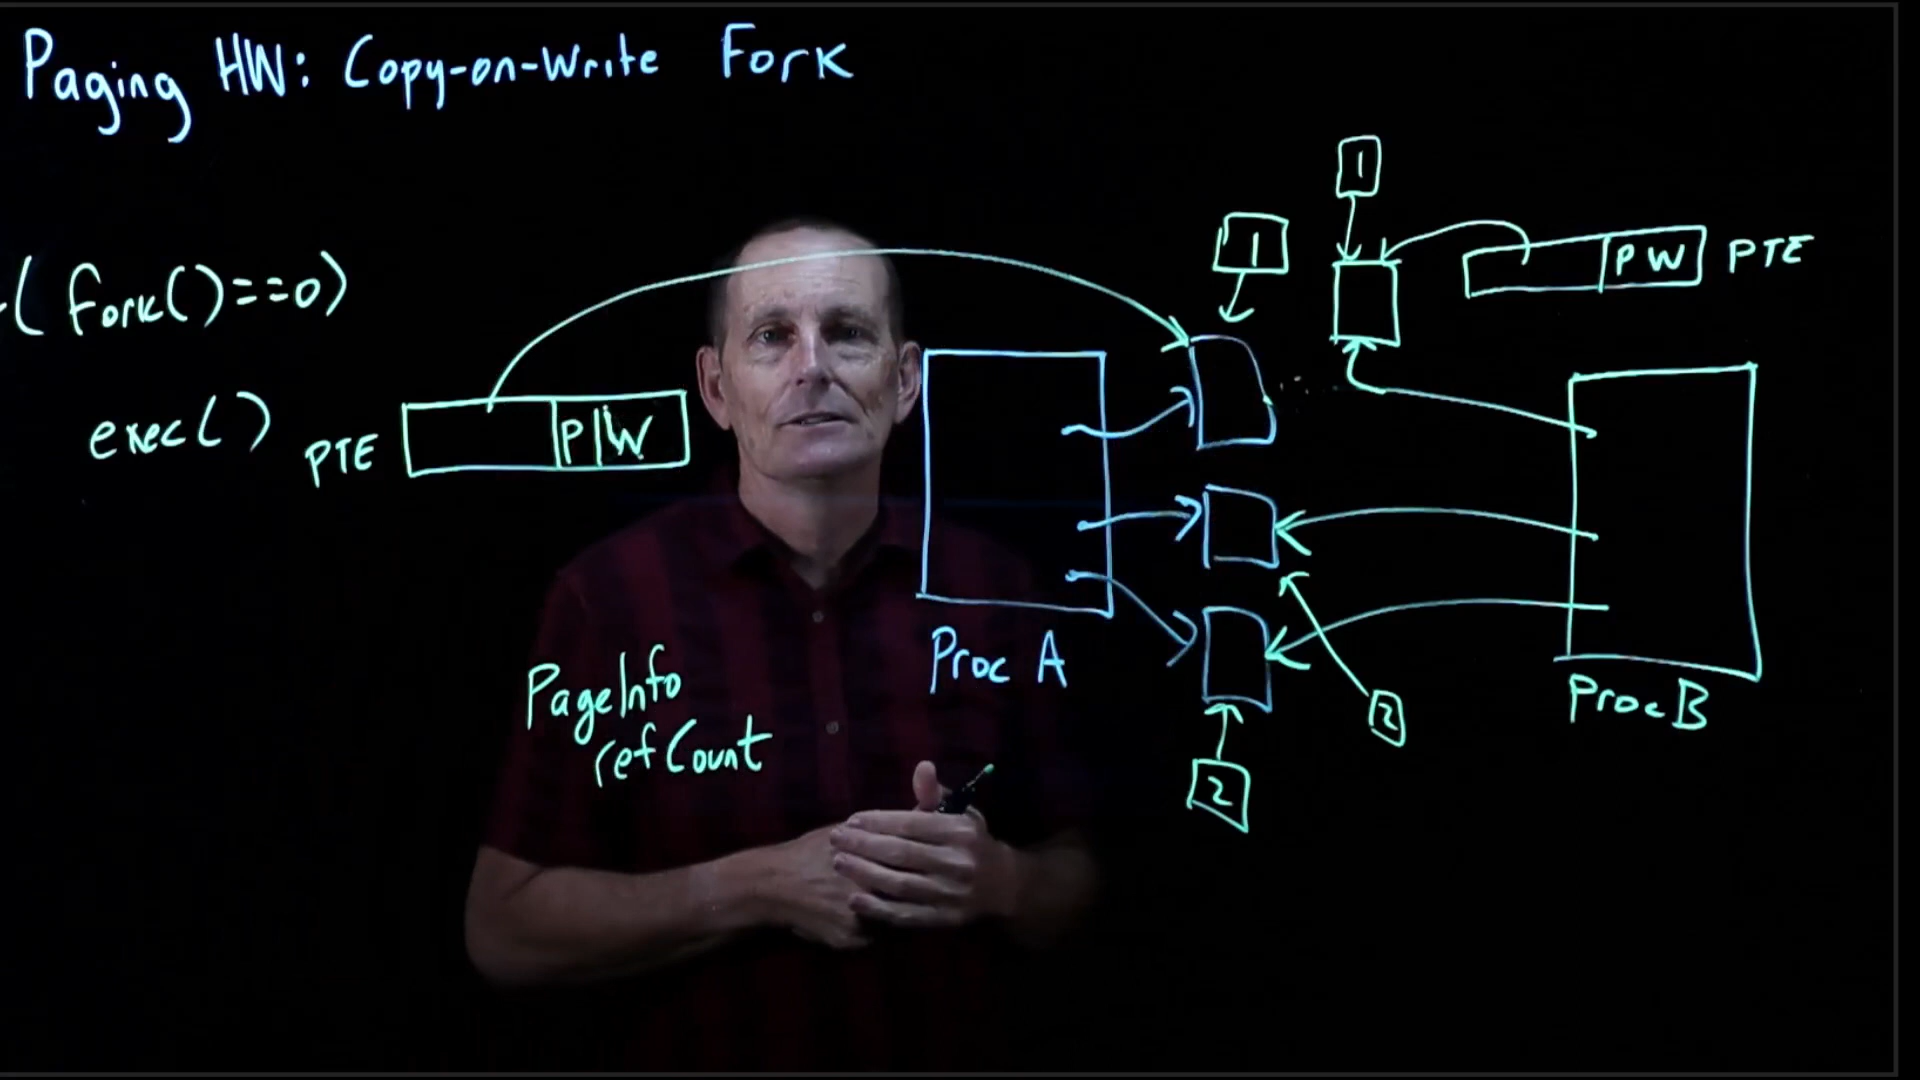 Paging HW: Copy-on-Write Fork
( fork()==0)
exec()
PTE
P|W
Proc A
PageInfo
refCount
1
1
PW PTE
2
2
Proc B